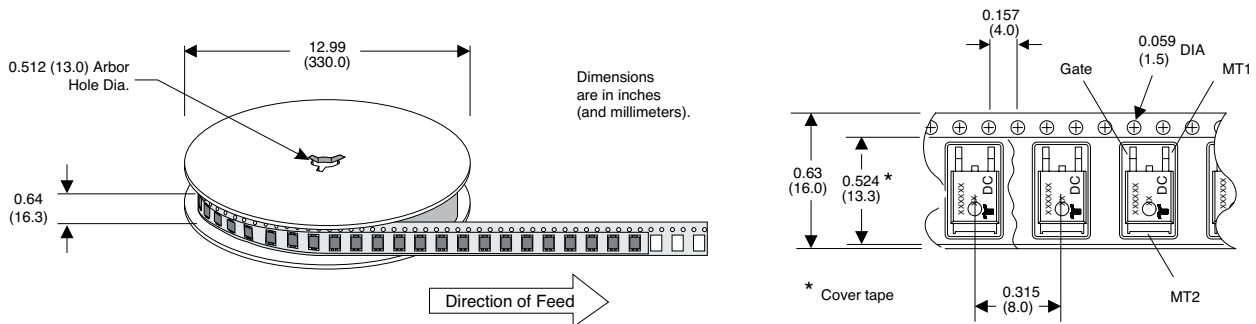 12.99
(330.0)
0.512 (13.0) Arbor
Hole Dia.
Dimensions
are in inches
(and millimeters).
0.64
(16.3)
Direction of Feed
0.157
(4.0)
0.059
(1.5)
DIA
Gate
MT1
0.63
(16.0)
0.524 *
(13.3)
DC
XXXXXX
XX
DC
XXXXXX
XX
DC
XXXXXX
XX
XXXXXX
* Cover tape
0.315
(8.0)
MT2